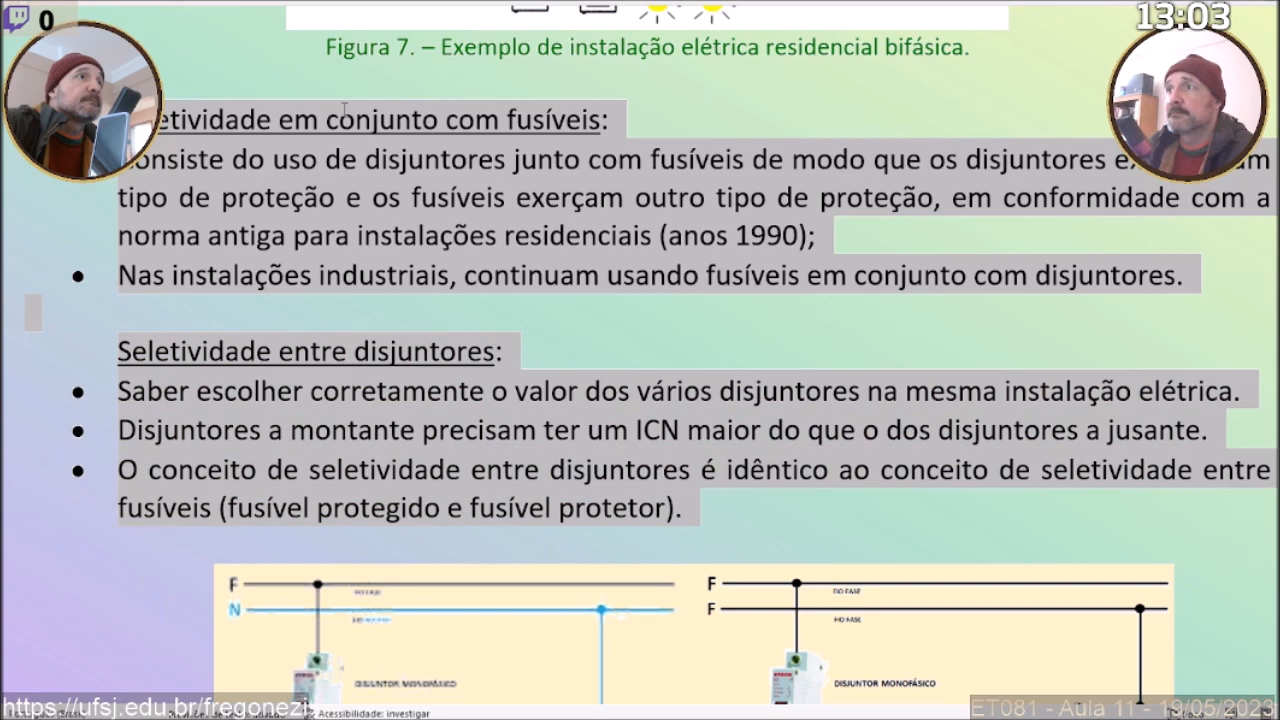 0
13:03
Figura 7. – Exemplo de instalação elétrica residencial bifásica.
etividade em conjunto com fusíveis:
onsiste do uso de disjuntores junto com fusíveis de modo que os disjuntores
tipo de proteção e os fusíveis exerçam outro tipo de proteção, em conformidade com a
norma antiga para instalações residenciais (anos 1990);
• Nas instalações industriais, continuam usando fusíveis em conjunto com disjuntores.
Seletividade entre disjuntores:
• Saber escolher corretamente o valor dos vários disjuntores na mesma instalação elétrica.
• Disjuntores a montante precisam ter um ICN maior do que o dos disjuntores a jusante.
• O conceito de seletividade entre disjuntores é idêntico ao conceito de seletividade entre
fusíveis (fusível protegido e fusível protetor).
F
N
DISJUNTOR MONOFÁSICO
F
FIO FASE
F
FIO FASE
DISJUNTOR MONOFÁSICO
https://ufsj.edu.br/fregonezi
Acessibilidade: investigar
ET081 - Aula 11 - 19/05/2023